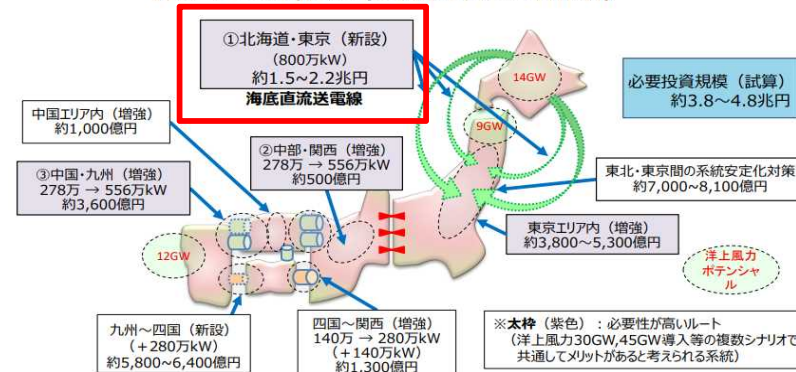 ①北海道・東京（新設）
（800万kW）
約1.5~2.2兆円
海底直流送電線
14GW
必要投資規模（試算）
約3.8～4.8兆円
中国エリア内（増強）
約1,000億円
9GW
②中部・関西（増強）
278万 → 556万kW
約500億円
③中国・九州（増強）
278万 → 556万kW
約3,600億円
東北・東京間の系統安定化対策
約7,000~8,100億円
東京エリア内（増強）
約3,800～5,300億円
12GW
洋上風力
ポテンシャ
ル
九州～四国（新設）
（+280万kW）
約5,800～6,400億円
四国～関西（増強）
140万 → 280万kW
（+140万kW）
約1,300億円
※太枠（紫色）：必要性が高いルート
（洋上風力30GW,45GW導入等の複数シナリオで
共通してメリットがあると考えられる系統）